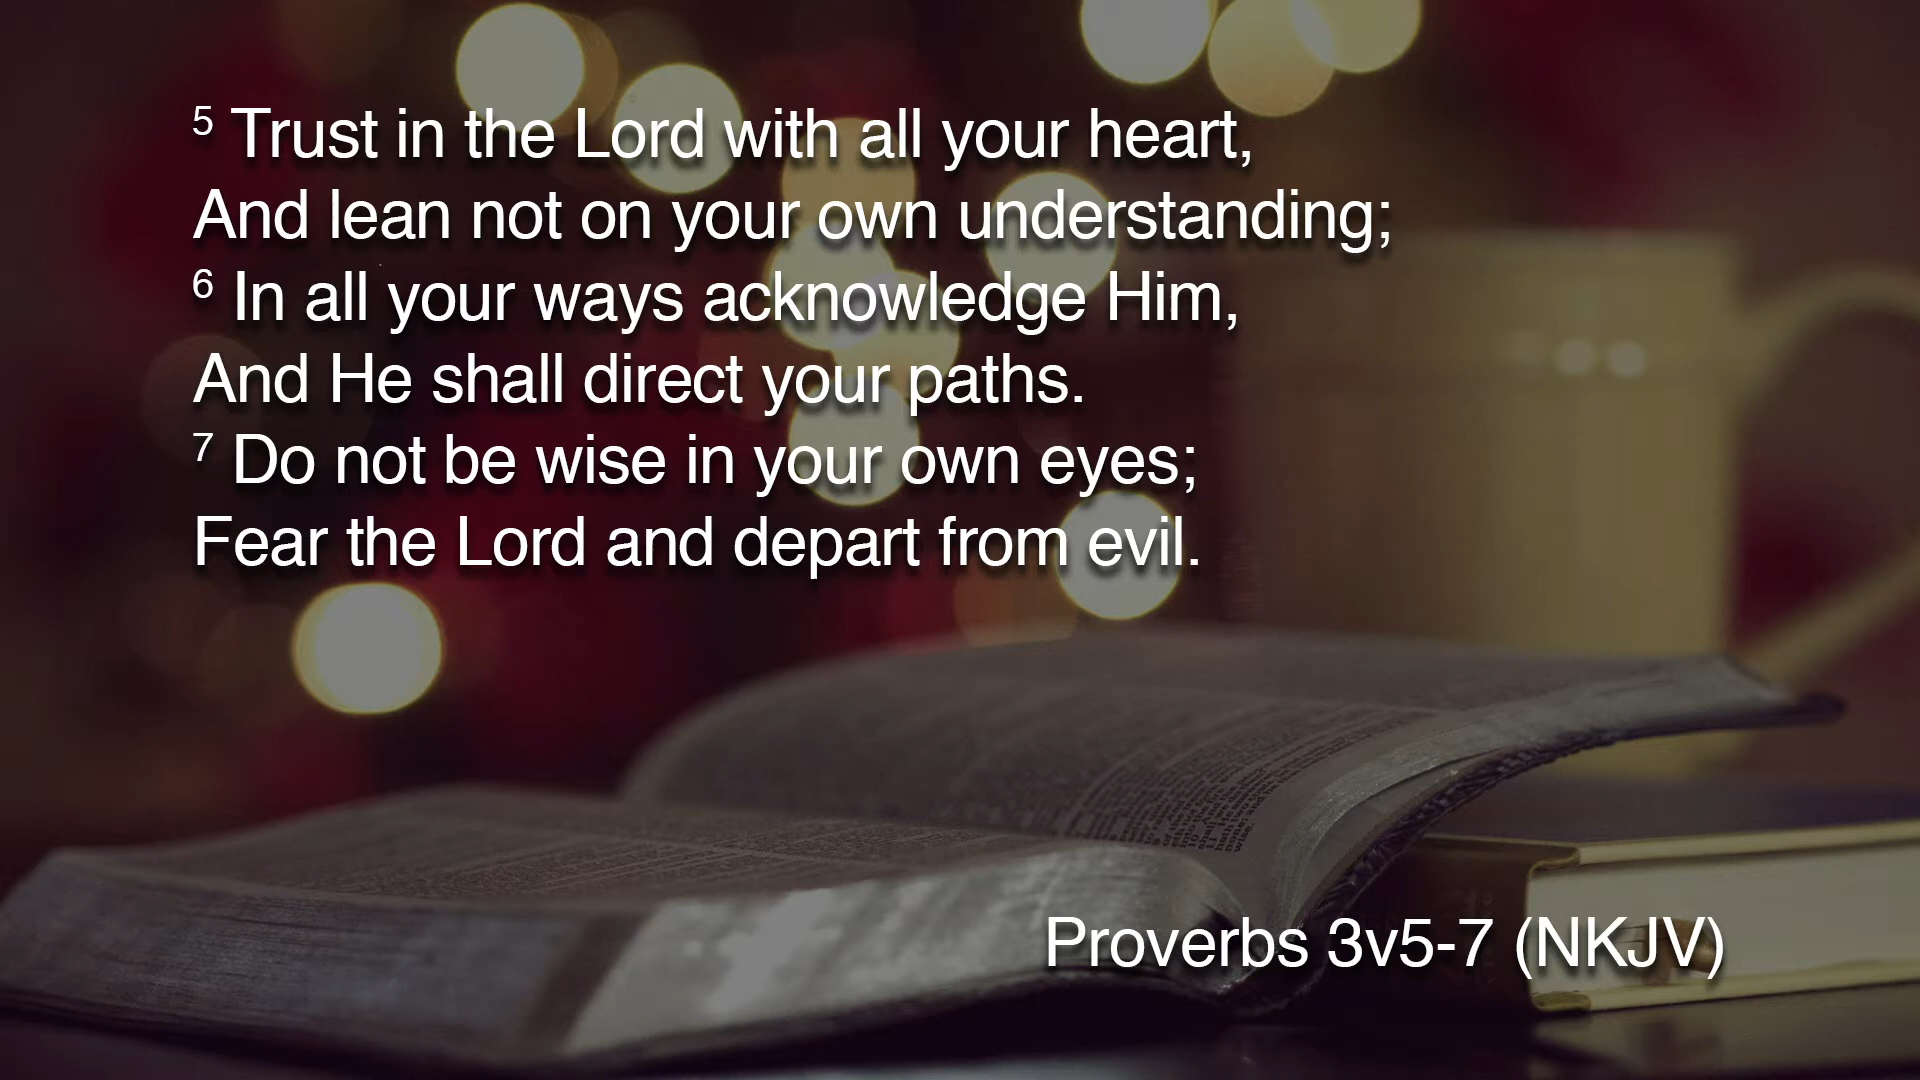 5 Trust in the Lord with all your heart,
And lean not on your own understanding;
6 In all your ways acknowledge Him,
And He shall direct your paths.
7 Do not be wise in your own eyes;
Fear the Lord and depart from evil.
Proverbs 3v5-7 (NKJV)